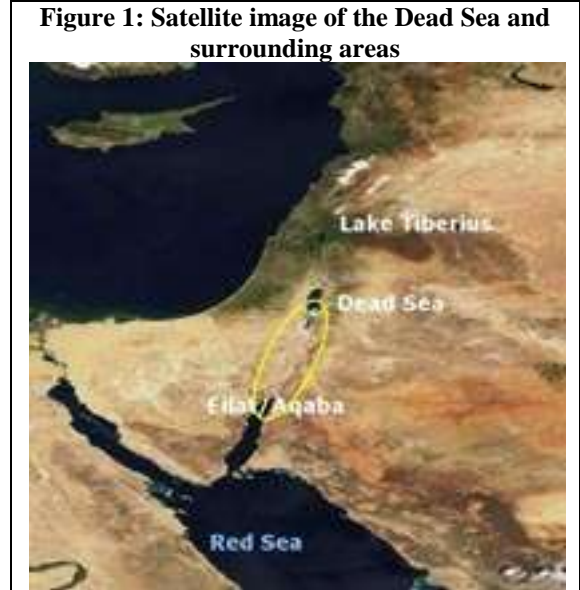 Figure 1: Satellite image of the Dead Sea and
surrounding areas
Lake Tiberius
Dead Sea
Eilat/Aqaba
Red Sea